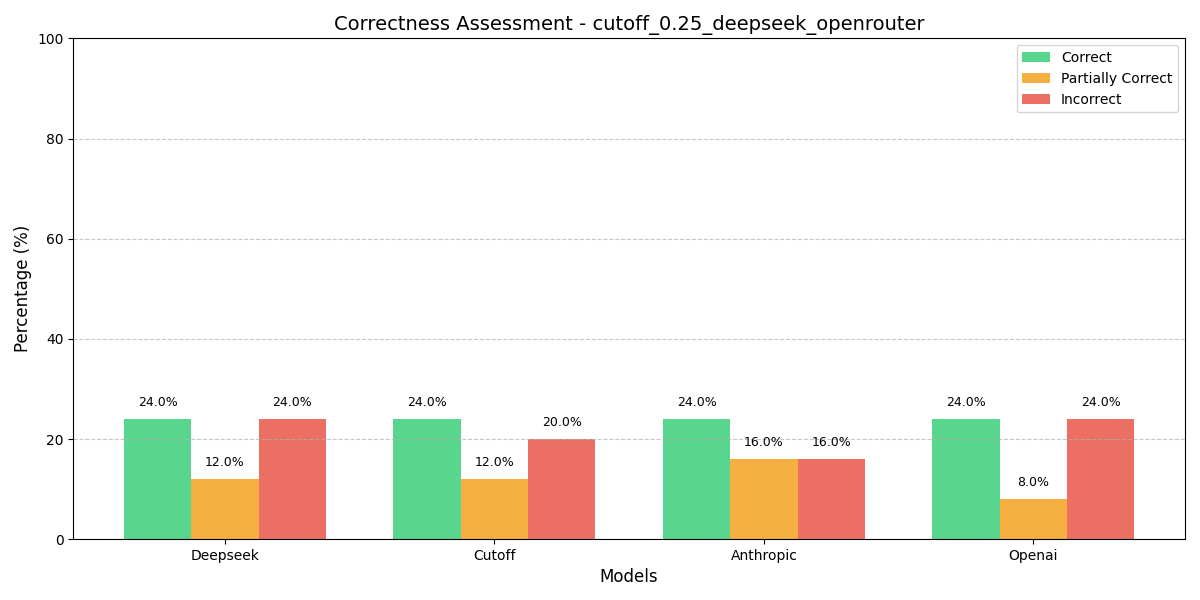 Correctness Assessment - cutoff_0.25_deepseek_openrouter
100
80
60
40
20
0
Percentage (%)
Correct
Partially Correct
Incorrect
24.0%
12.0%
24.0%
24.0%
12.0%
20.0%
24.0%
16.0%
16.0%
24.0%
8.0%
24.0%
Deepseek
Cutoff
Anthropic
Openai
Models